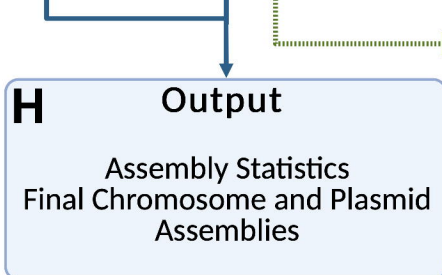 H
Output
Assembly Statistics
Final Chromosome and Plasmid
Assemblies